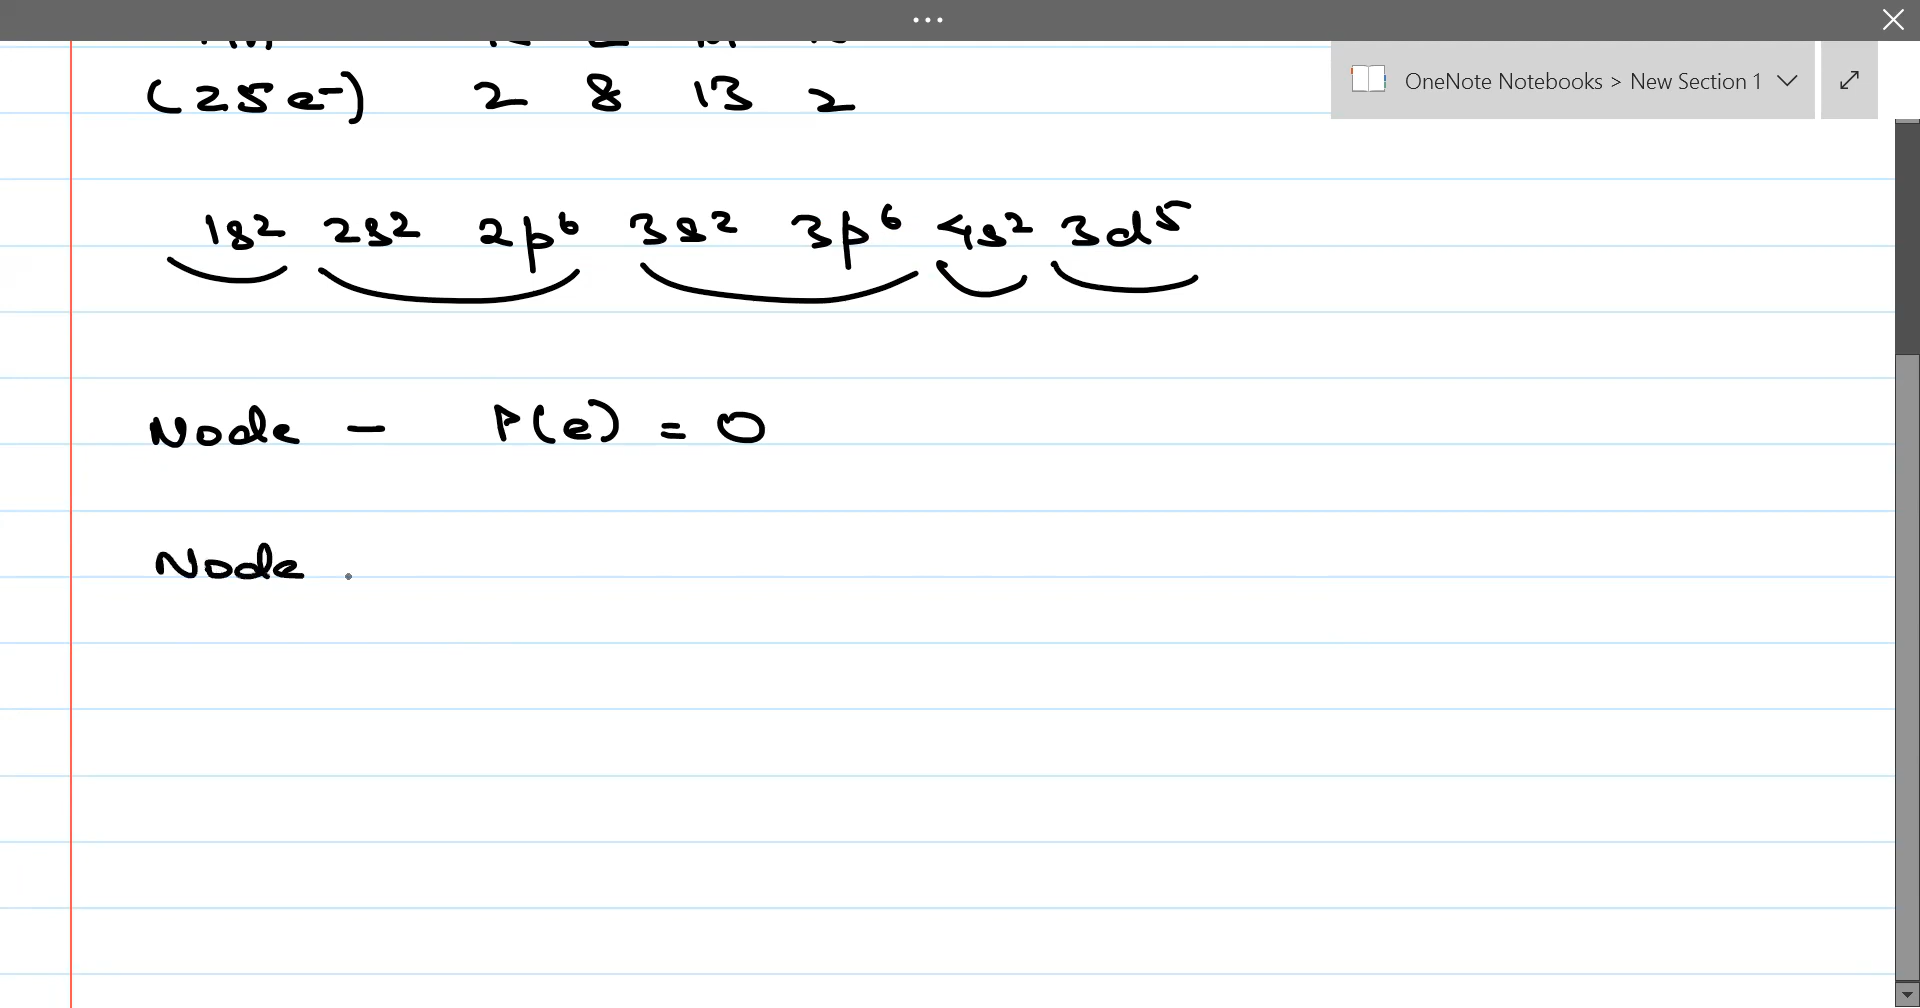 ...
OneNote Notebooks > New Section 1
(25e⁻) 2 8 13 2
1s² 2s² 2p⁶ 3s² 3p⁶ 4s² 3d⁵
Node - P(e) = 0
Node